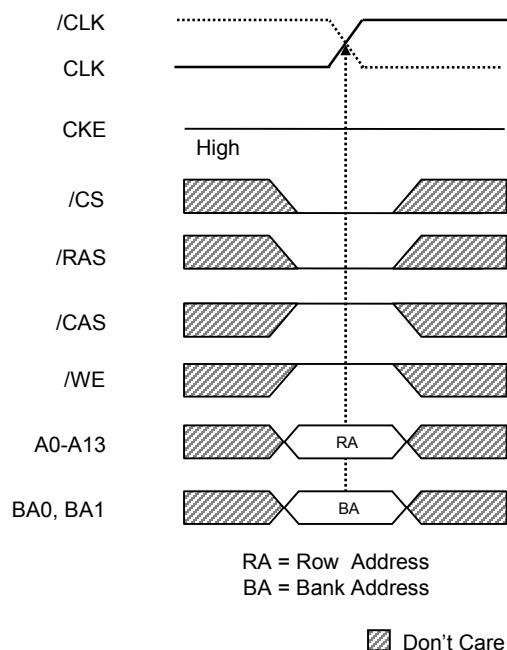 /CLK
CLK
CKE
High
/CS
/RAS
/CAS
/WE
A0-A13
RA
BA0, BA1
BA
RA = Row Address
BA = Bank Address
Don't Care